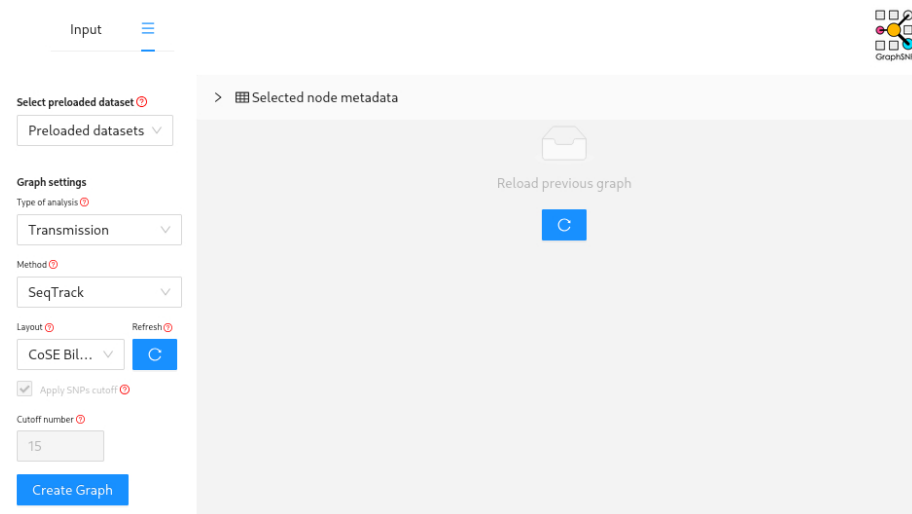 Input
GraphSNP
Select preloaded dataset
Preloaded datasets
Selected node metadata
Reload previous graph
Graph settings
Type of analysis
Transmission
Method
SeqTrack
Layout
Refresh
CoSE Bil...
Apply SNPs cutoff
Cutoff number
15
Create Graph